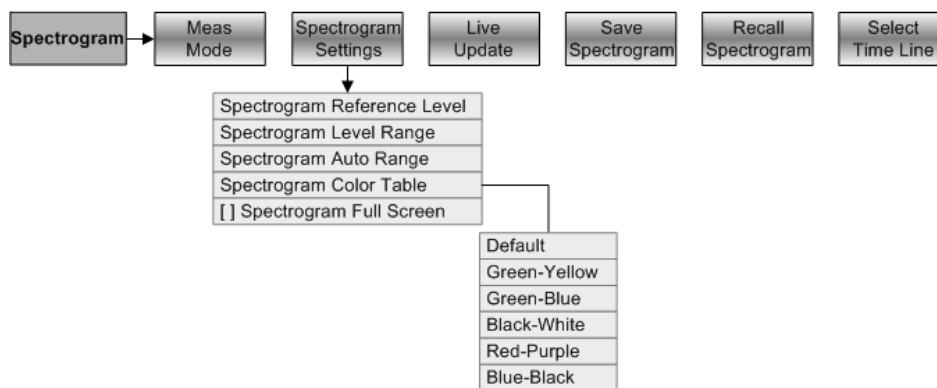 Spectrogram
Meas
Mode
Spectrogram
Settings
Live
Update
Save
Spectrogram
Recall
Spectrogram
Select
Time Line
Spectrogram Reference Level
Spectrogram Level Range
Spectrogram Auto Range
Spectrogram Color Table
[ ] Spectrogram Full Screen
Default
Green-Yellow
Green-Blue
Black-White
Red-Purple
Blue-Black